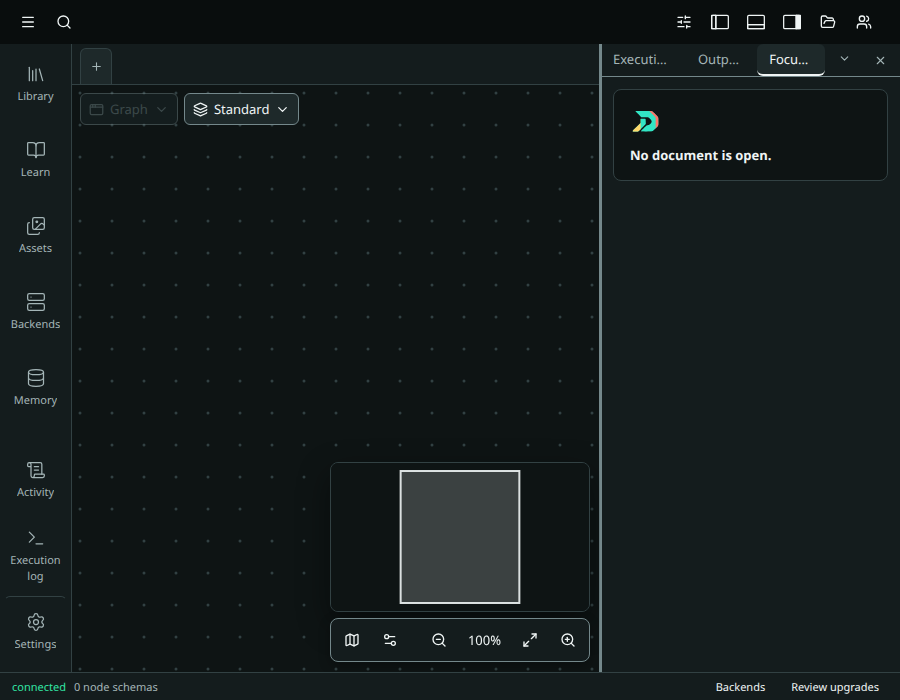 Executi...
Outp...
Focu...
Library
Graph
Standard
No document is open.
Learn
Assets
Backends
Memory
Activity
Execution
log
Settings
100%
connected
0 node schemas
Backends
Review upgrades